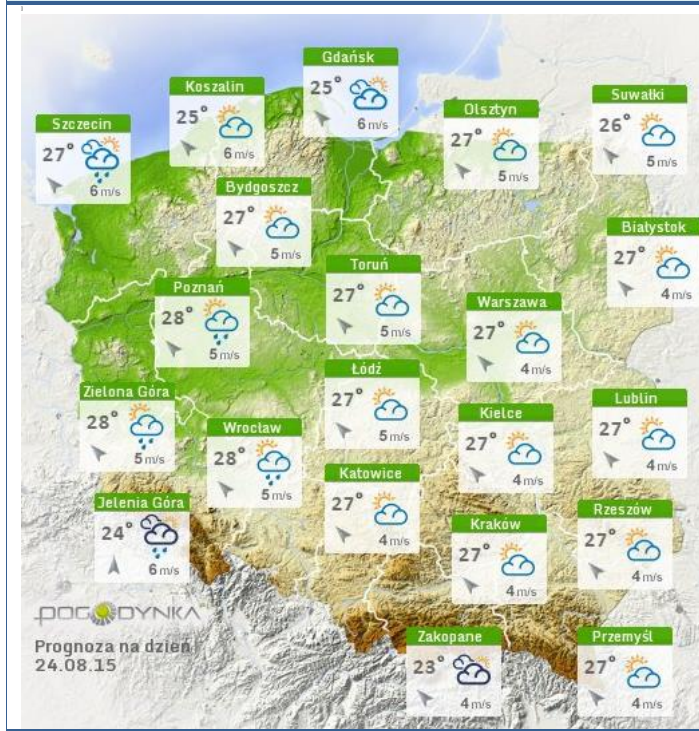 Gdańsk
25°
6 m/s
Koszalin
25°
6 m/s
Suwałki
26°
5 m/s
Olsztyn
27°
5 m/s
Szczecin
27°
6 m/s
Bydgoszcz
27°
5 m/s
Białystok
27°
4 m/s
Toruń
27°
5 m/s
Poznań
28°
5 m/s
Warszawa
27°
4 m/s
Łódź
27°
5 m/s
Zielona Góra
28°
5 m/s
Lublin
27°
4 m/s
Kielce
27°
4 m/s
Wrocław
28°
5 m/s
Katowice
27°
4 m/s
Jelenia Góra
24°
6 m/s
Rzeszów
27°
4 m/s
Kraków
27°
4 m/s
POGODYNKA
Prognoza na dzień
24.08.15
Zakopane
23°
4 m/s
Przemyśl
27°
4 m/s